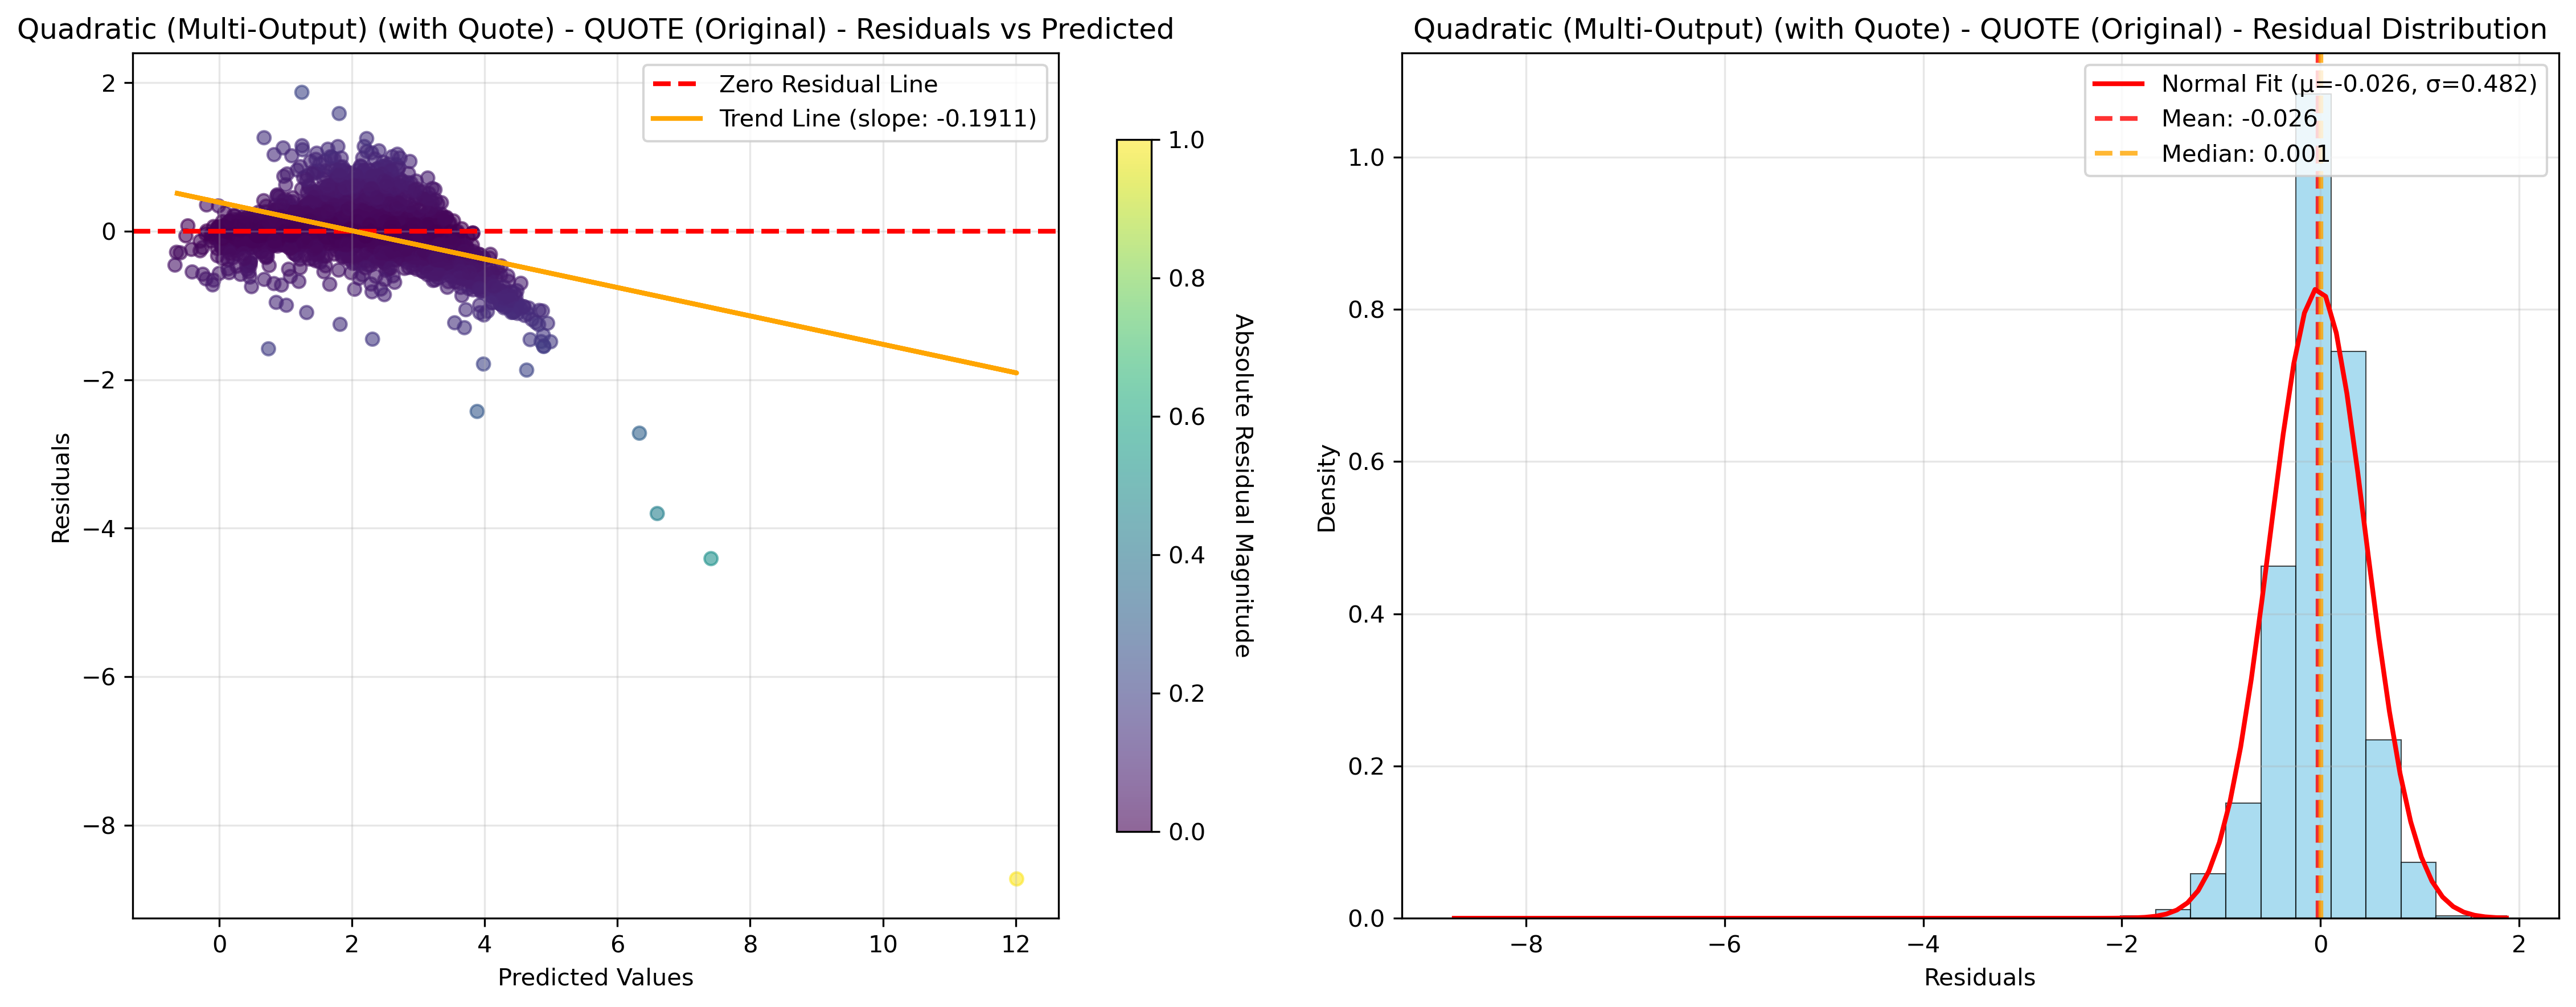 Quadratic (Multi-Output) (with Quote) - QUOTE (Original) - Residuals vs Predicted
Zero Residual Line
Trend Line (slope: -0.1911)
2
0
−2
−4
−6
−8
Residuals
0
2
4
6
8
10
12
Predicted Values
1.0
0.8
0.6
0.4
0.2
0.0
Absolute Residual Magnitude
Quadratic (Multi-Output) (with Quote) - QUOTE (Original) - Residual Distribution
Normal Fit (μ=-0.026, σ=0.482)
Mean: -0.026
Median: 0.001
1.0
0.8
0.6
0.4
0.2
0.0
Density
−8
−6
−4
−2
0
2
Residuals